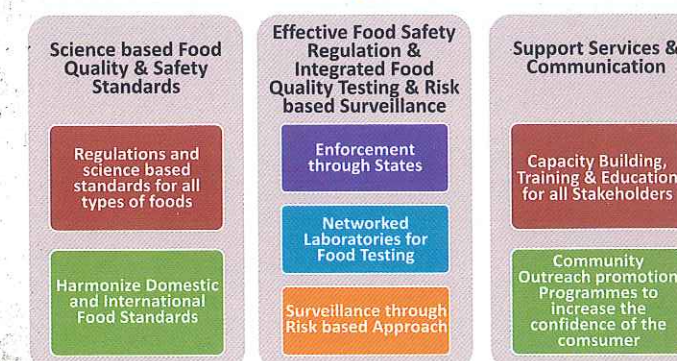 Science based Food
Quality & Safety
Standards
Regulations and
science based
standards for all
types of foods
Harmonize Domestic
and International
Food Standards
Effective Food Safety
Regulation &
Integrated Food
Quality Testing & Risk
based Surveillance
Enforcement
through States
Networked
Laboratories for
Food Testing
Surveillance through
Risk based Approach
Support Services &
Communication
Capacity Building,
Training & Education
for all Stakeholders
Community
Outreach promotion
Programmes to
increase the
confidence of the
comsumer